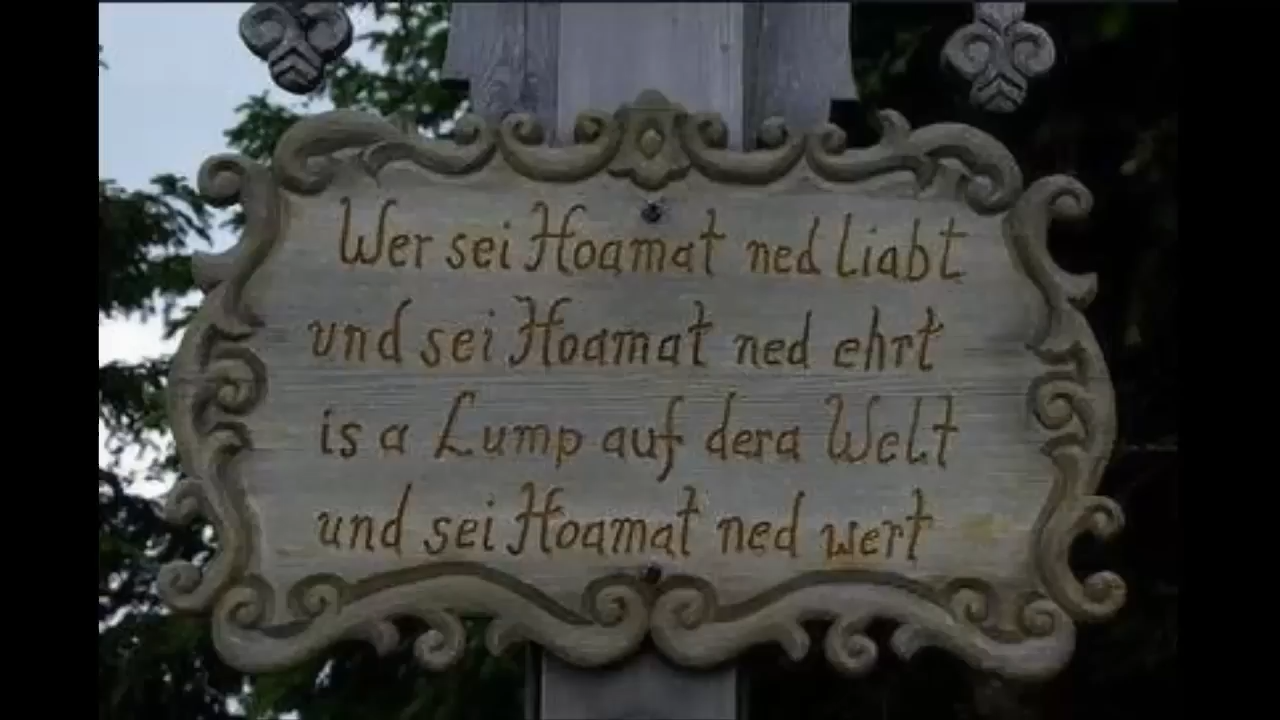 Wer sei Hoamat ned liabt
und sei Hoamat ned ehrt
is a Lump auf dera Welt
und sei Hoamat ned wert